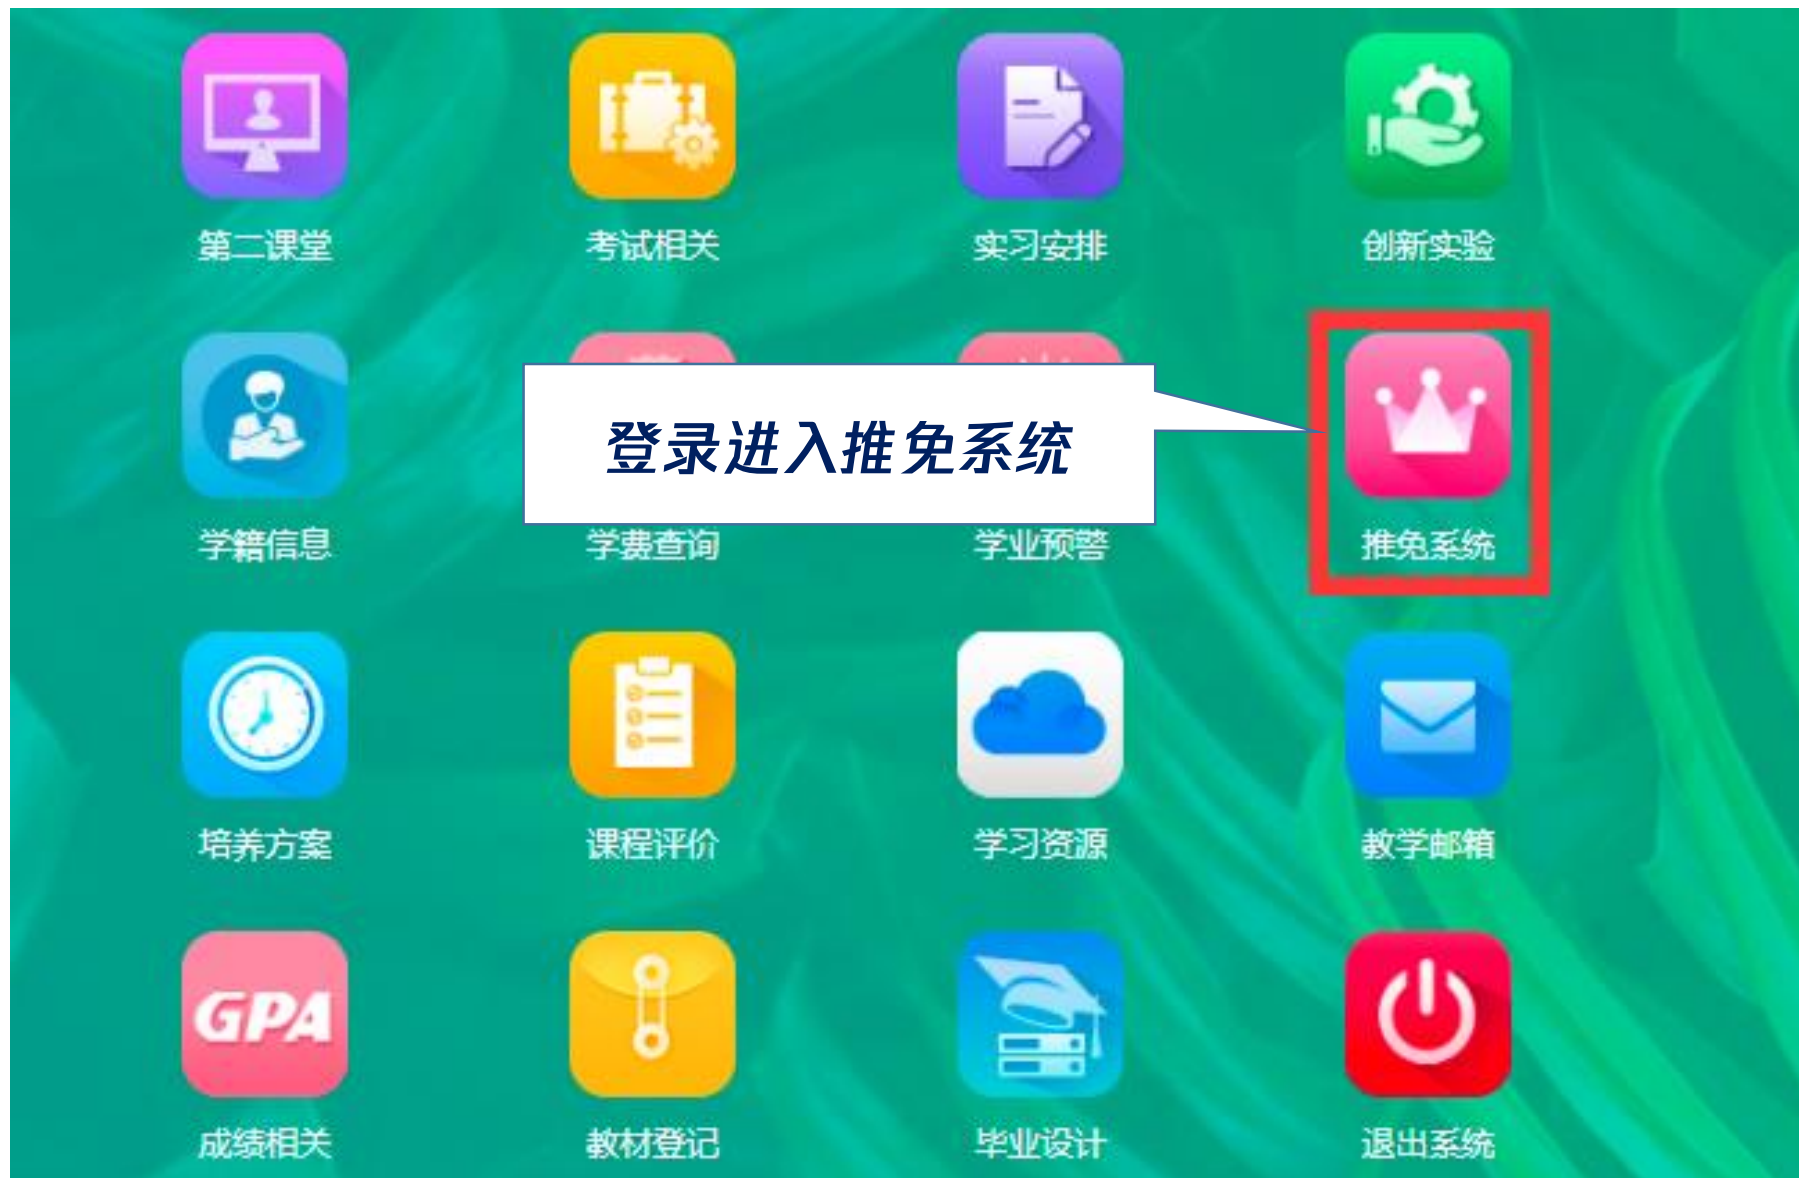 第二课堂
考试相关
实习安排
创新实验
登录进入推免系统
学籍信息
学费查询
学业预警
推免系统
培养方案
课程评价
学习资源
教学邮箱
GPA
成绩相关
教材登记
毕业设计
退出系统